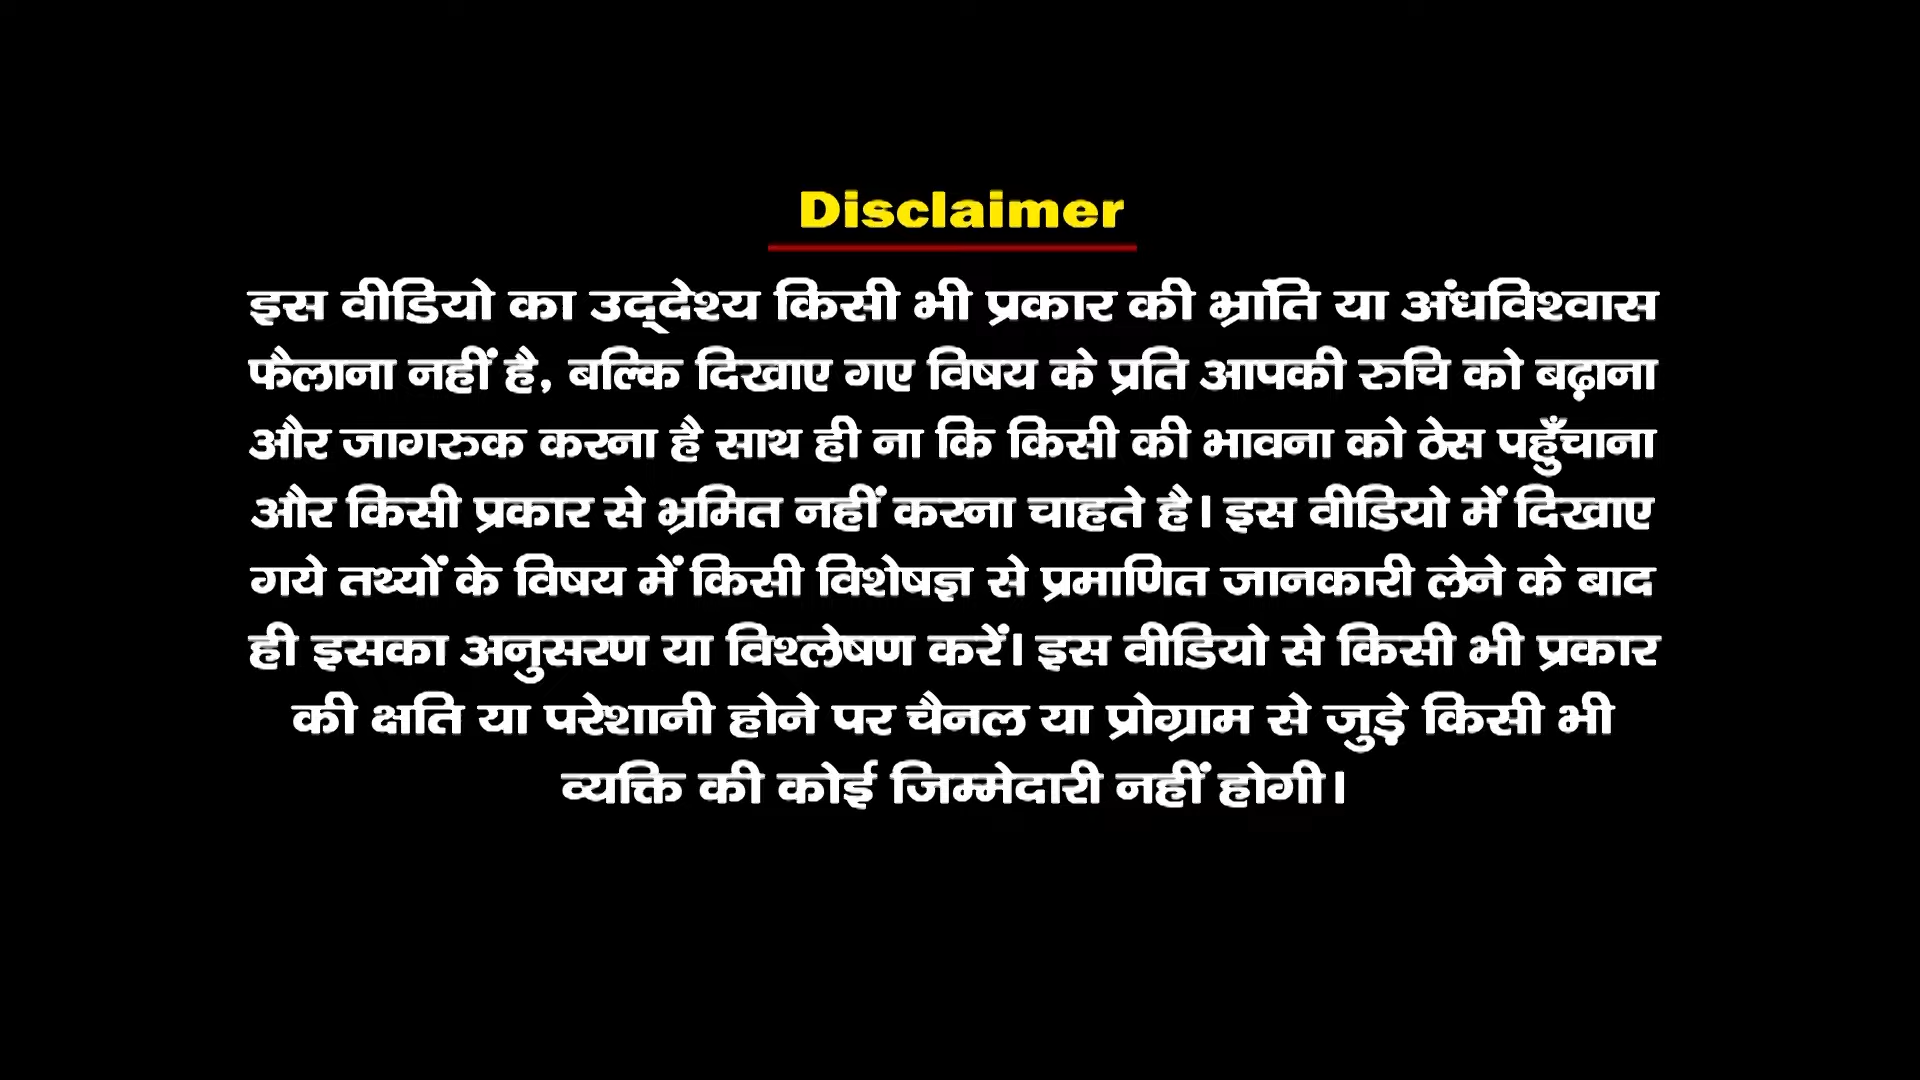 Disclaimer
इस वीडियो का उद्देश्य किसी भी प्रकार की भ्रांति या अंधविश्वास
फैलाना नहीं है, बल्कि दिखाए गए विषय के प्रति आपकी रुचि को बढ़ाना
और जागरुक करना है साथ ही ना कि किसी की भावना को ठेस पहुँचाना
और किसी प्रकार से भ्रमित नहीं करना चाहते है। इस वीडियो में दिखाए
गये तथ्यों के विषय में किसी विशेषज्ञ से प्रमाणित जानकारी लेने के बाद
ही इसका अनुसरण या विश्लेषण करें। इस वीडियो से किसी भी प्रकार
की क्षति या परेशानी होने पर चैनल या प्रोग्राम से जुड़े किसी भी
व्यक्ति की कोई जिम्मेदारी नहीं होगी।